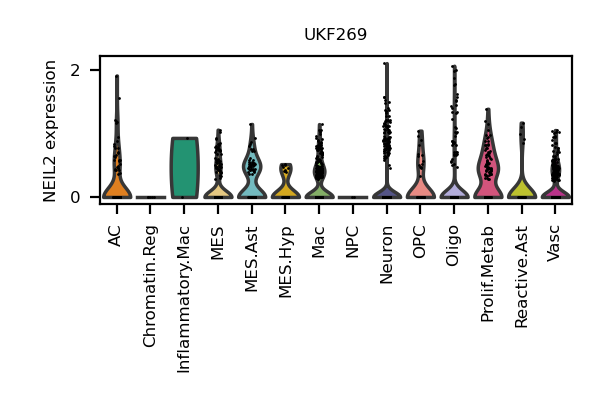 UKF269
NEIL2 expression
2
0
AC
Chromatin.Reg
Inflammatory.Mac
MES
MES.Ast
MES.Hyp
Mac
NPC
Neuron
OPC
Oligo
Prolif.Metab
Reactive.Ast
Vasc